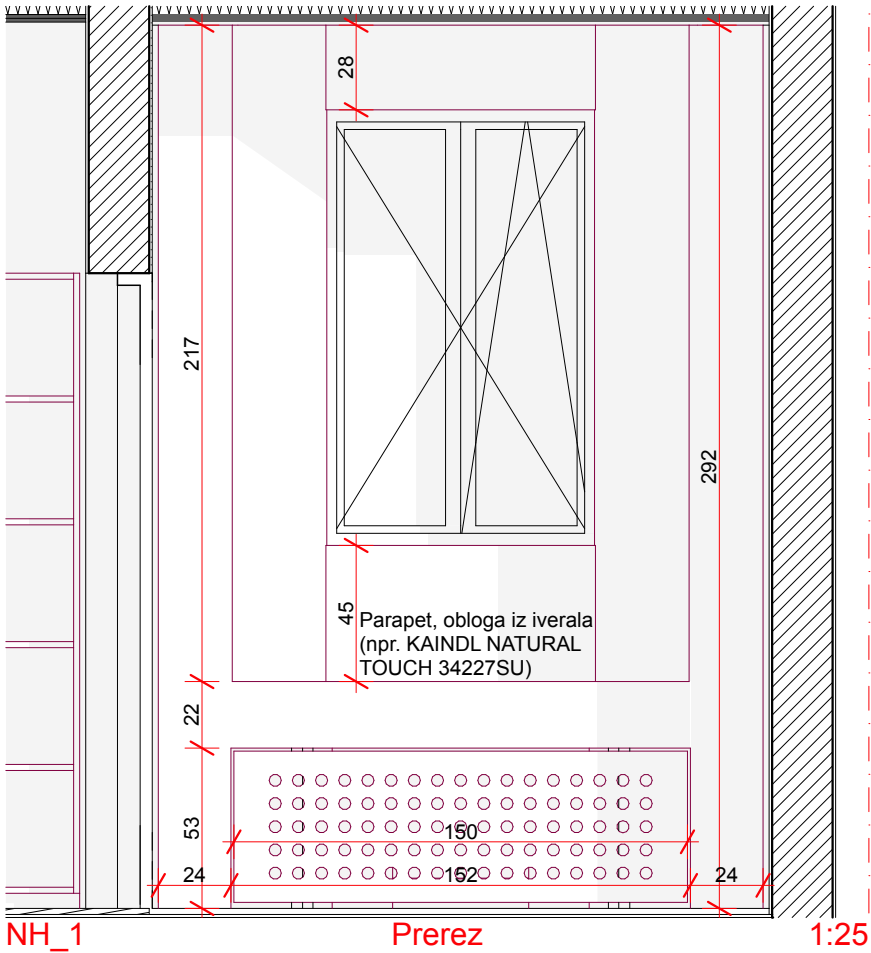 28
217
292
45
Parapet, obloga iz iverala
(npr. KAINDL NATURAL
TOUCH 34227SU)
22
53
150
24
152
24
NH_1
Prerez
1:25